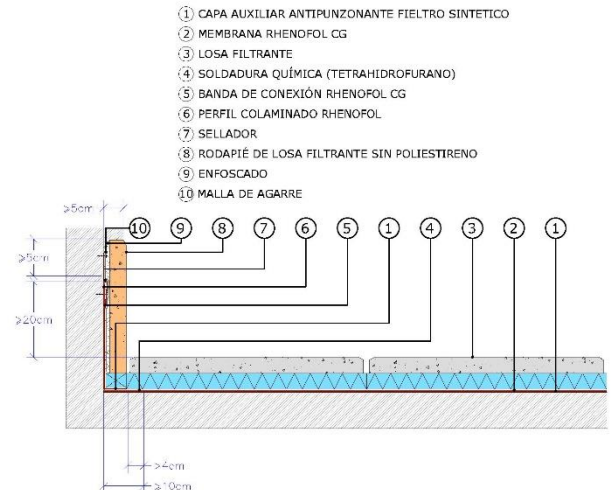 1 CAPA AUXILIAR ANTIPUNZONANTE FIELTRO SINTETICO
2 MEMBRANA RHENOFOL CG
3 LOSA FILTRANTE
4 SOLDADURA QUÍMICA (TETRAHIDROFURANO)
5 BANDA DE CONEXIÓN RHENOFOL CG
6 PERFIL COLAMINADO RHENOFOL
7 SELLADOR
8 RODAPIÉ DE LOSA FILTRANTE SIN POLIESTIRENO
9 ENFOSCADO
10 MALLA DE AGARRE
≥5cm
10 9 8 7 6 5 1 4 3 2 1
≥5cm
≥20cm
>4cm
≥10cm